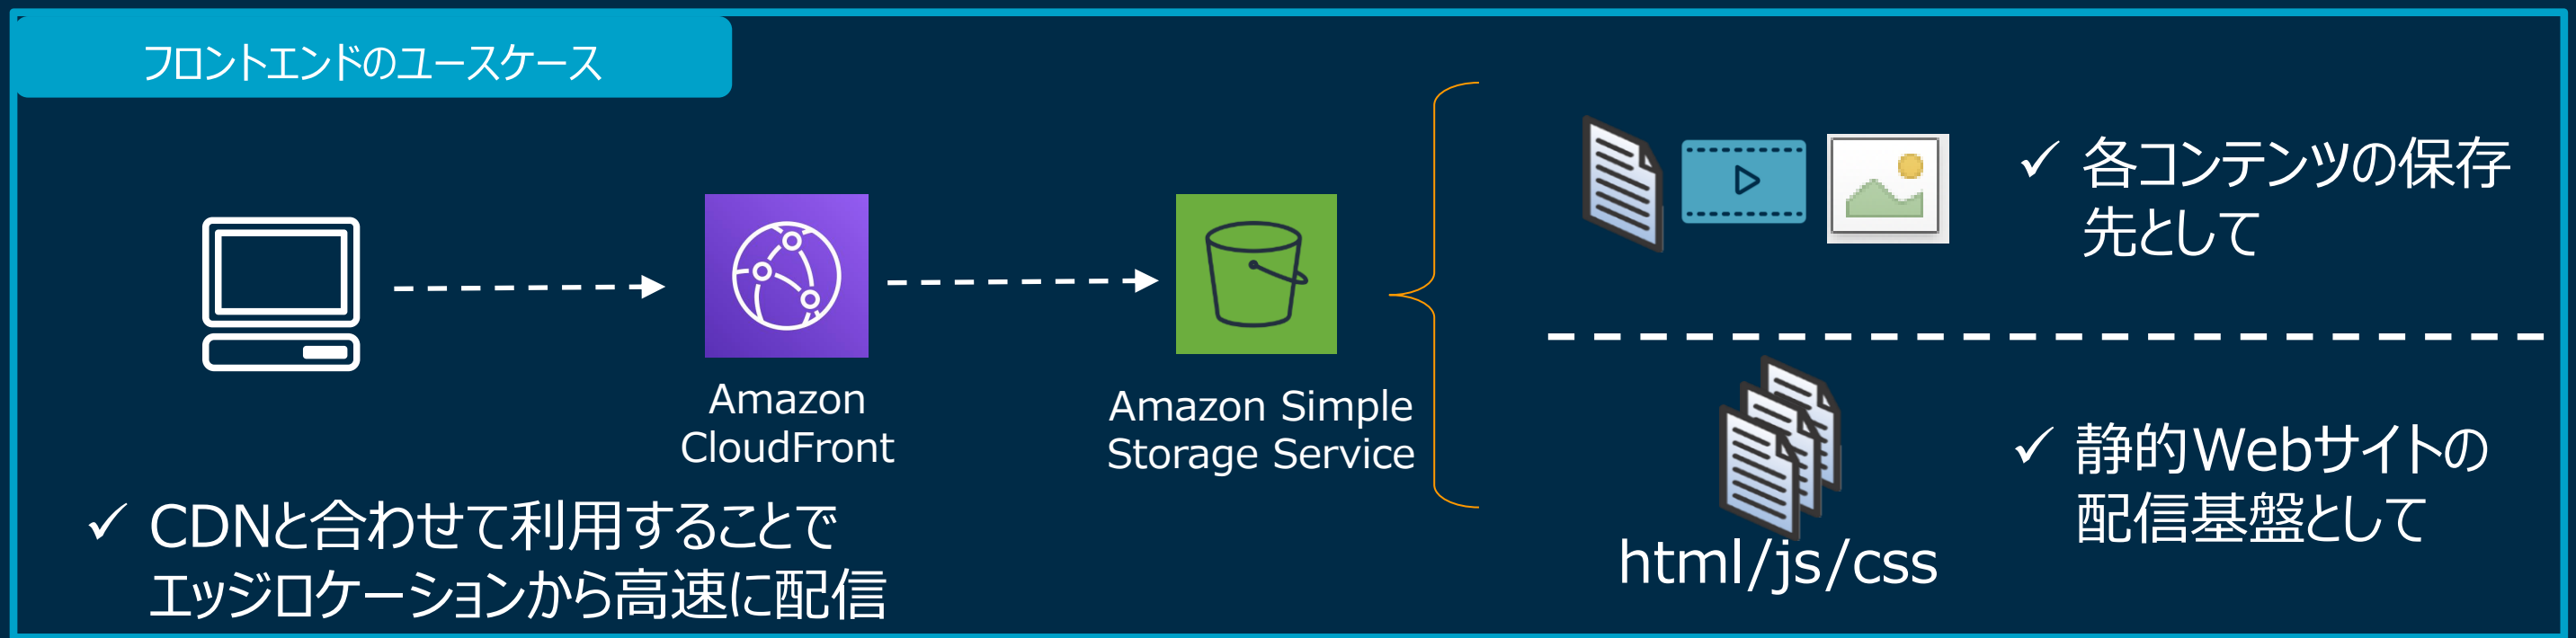 フロントエンドのユースケース
Amazon
CloudFront
Amazon Simple
Storage Service
✓ CDNと合わせて利用することで
エッジロケーションから高速に配信
✓ 各コンテンツの保存
先として
html/js/css
✓ 静的Webサイトの
配信基盤として